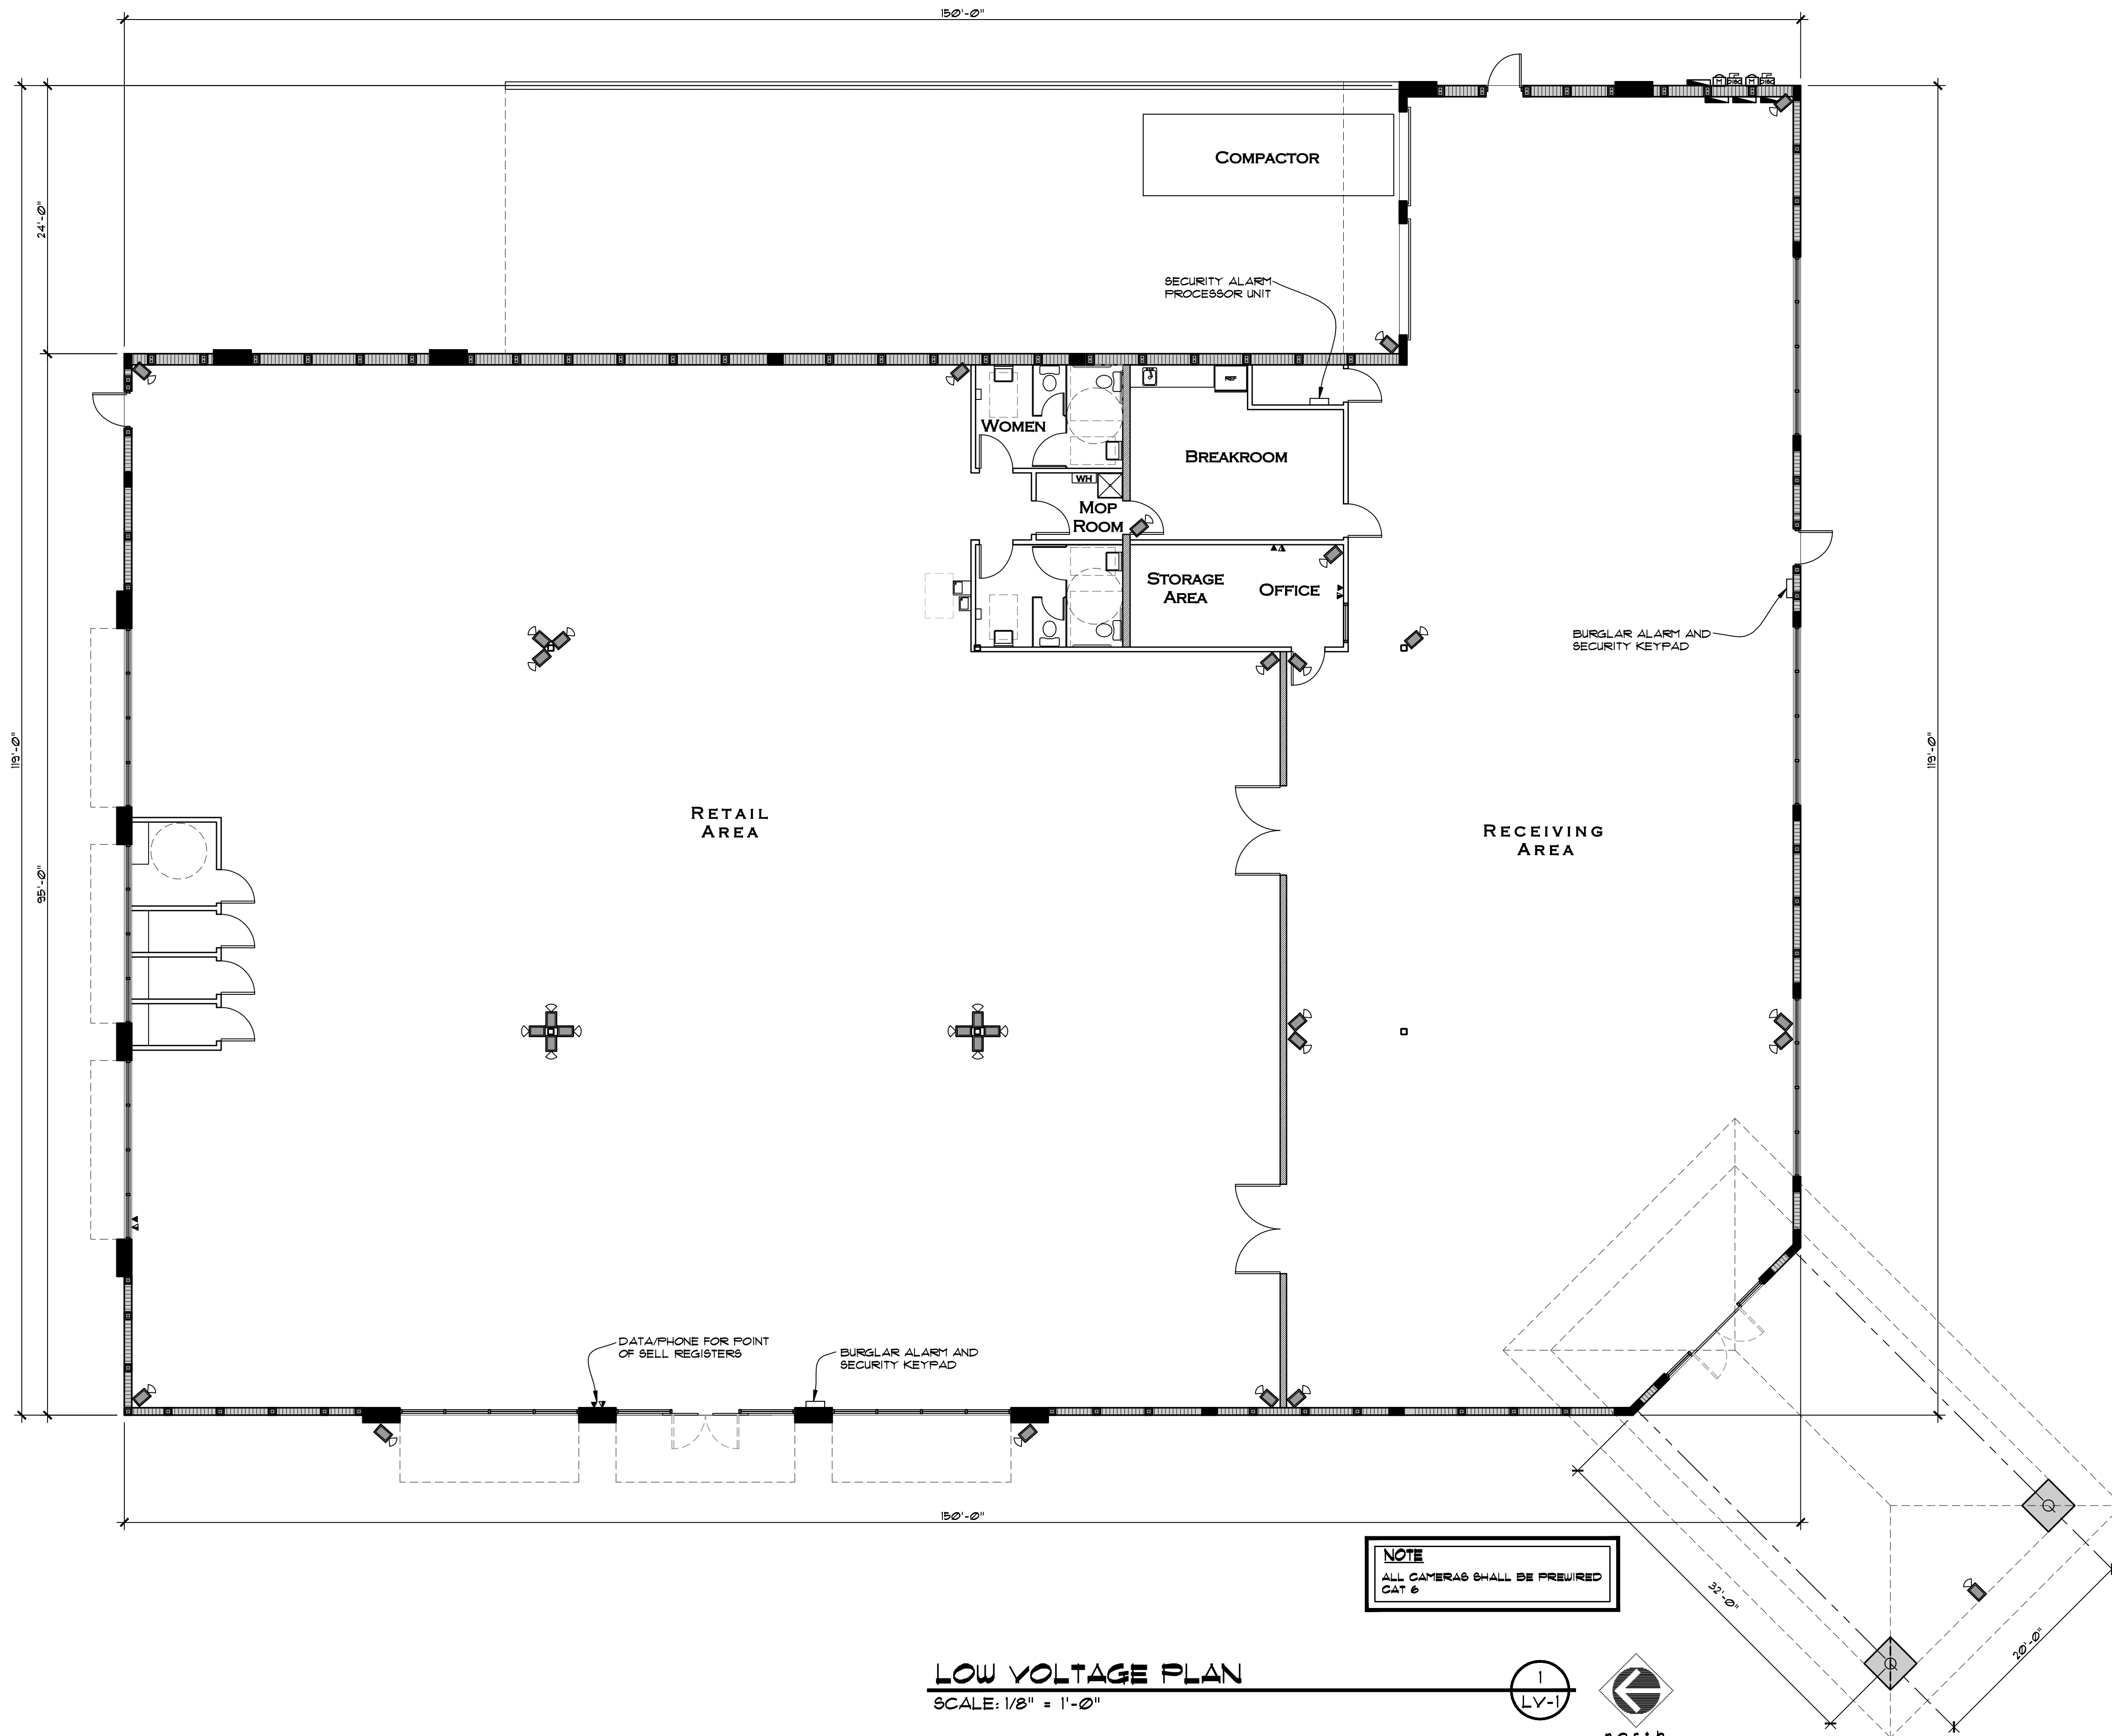 150'-0"
COMPACTOR
24'-0"
SECURITY ALARM
PROCESSOR UNIT
REF
WOMEN
BREAKROOM
WH
MOP
ROOM
STORAGE
AREA
OFFICE
BURGLAR ALARM AND
SECURITY KEYPAD
119'-0"
119'-0"
RETAIL
AREA
RECEIVING
AREA
95'-0"
DATA/PHONE FOR POINT
OF SELL REGISTERS
BURGLAR ALARM AND
SECURITY KEYPAD
150'-0"
NOTE
ALL CAMERAS SHALL BE PREWIRED
CAT 6
32'-0"
20'-0"
LOW VOLTAGE PLAN
SCALE: 1/8" = 1'-0"
1
LV-1
north